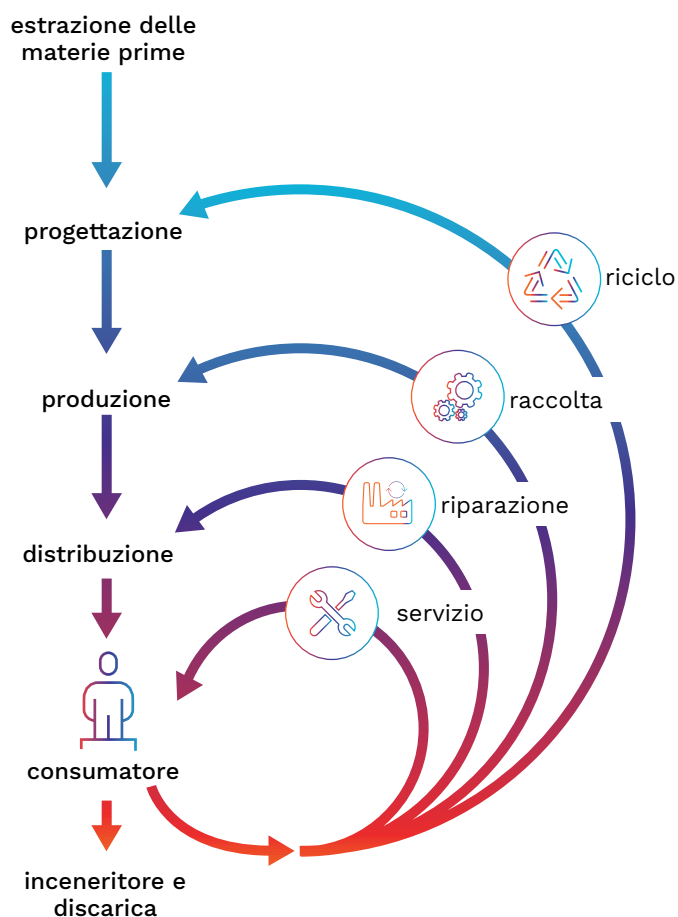 estrazione delle
materie prime
progettazione
riciclo
produzione
raccolta
riparazione
distribuzione
servizio
consumatore
inceneritore e
discarica